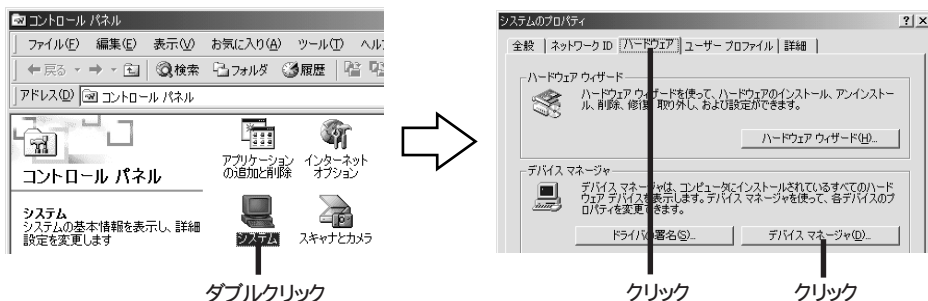 コントロール パネル
ファイル(F) 編集(E) 表示(V) お気に入り(A) ツール(T)
戻る 検索 フォルダ 履歴
アドレス(D) コントロール パネル
コントロール パネル
システム
システムの基本情報を表示し、詳細
設定を変更します
アプリケーション
の追加と削除
インターネット
オプション
システム
スキャナとカメラ
ダブルクリック
システムのプロパティ
全般 ネットワーク ID ハードウェア ユーザー プロファイル 詳細
ハードウェア ウィザード
ハードウェア ウィザードを使って、ハードウェアのインストール、アンインストー
ル、削除、修復、取り外し、および設定ができます。
ハードウェア ウィザード(H)...
デバイス マネージャ
デバイス マネージャは、コンピュータにインストールされているすべてのハード
ウェア デバイスを表示します。デバイス マネージャを使って、各デバイスのプ
ロパティを変更できます。
ドライバの署名(S)... デバイス マネージャ(D)...
クリック クリック